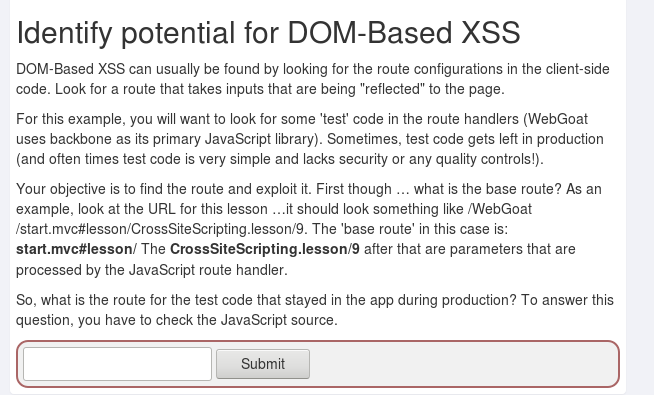 Identify potential for DOM-Based XSS
DOM-Based XSS can usually be found by looking for the route configurations in the client-side
code. Look for a route that takes inputs that are being "reflected" to the page.
For this example, you will want to look for some 'test' code in the route handlers (WebGoat
uses backbone as its primary JavaScript library). Sometimes, test code gets left in production
(and often times test code is very simple and lacks security or any quality controls!).
Your objective is to find the route and exploit it. First though … what is the base route? As an
example, look at the URL for this lesson …it should look something like /WebGoat
/start.mvc#lesson/CrossSiteScripting.lesson/9. The 'base route' in this case is:
start.mvc#lesson/ The CrossSiteScripting.lesson/9 after that are parameters that are
processed by the JavaScript route handler.
So, what is the route for the test code that stayed in the app during production? To answer this
question, you have to check the JavaScript source.
Submit